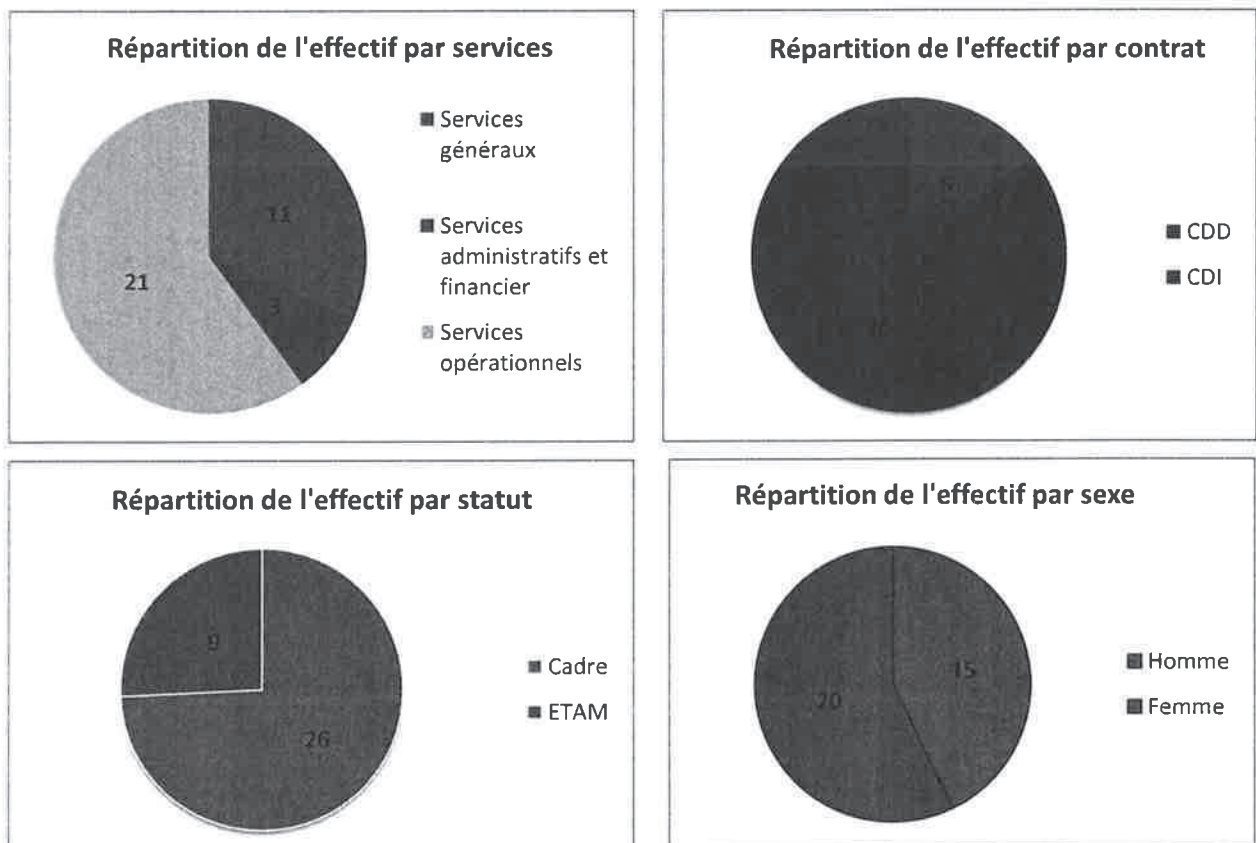 Répartition de l'effectif par services
11
3
21
Services
généraux
Services
administratifs et
financier
Services
opérationnels
Répartition de l'effectif par contrat
CDD
CDI
Répartition de l'effectif par statut
9
26
Cadre
ETAM
Répartition de l'effectif par sexe
15
20
Homme
Femme